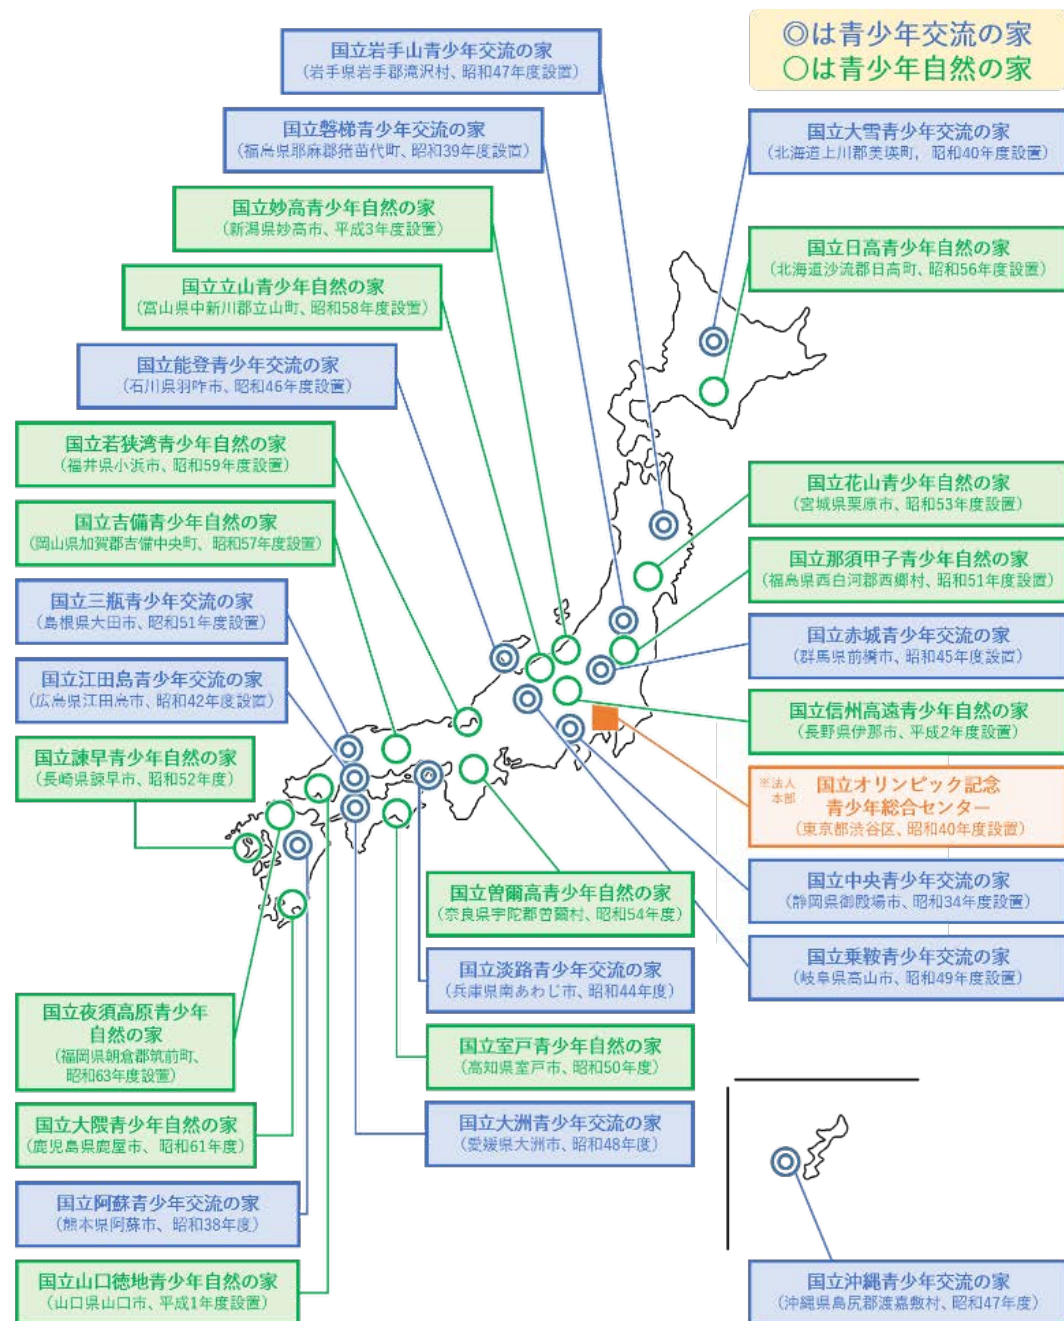 ◎は青少年交流の家
○は青少年自然の家
国立岩手山青少年交流の家
(岩手県岩手郡滝沢村、昭和47年度設置)
国立磐梯青少年交流の家
(福島県耶麻郡猪苗代町、昭和39年度設置)
国立妙高青少年自然の家
(新潟県妙高市、平成3年度設置)
国立立山青少年自然の家
(富山県中新川郡立山町、昭和58年度設置)
国立能登青少年交流の家
(石川県羽咋市、昭和46年度設置)
国立若狭湾青少年自然の家
(福井県小浜市、昭和59年度設置)
国立吉備青少年自然の家
(岡山県加賀郡吉備中央町、昭和57年度設置)
国立三瓶青少年交流の家
(島根県大田市、昭和51年度設置)
国立江田島青少年交流の家
(広島県江田島市、昭和42年度設置)
国立諫早青少年自然の家
(長崎県諫早市、昭和52年度)
国立夜須高原青少年
自然の家
(福岡県朝倉郡筑前町、
昭和63年度設置)
国立大隈青少年自然の家
(鹿児島県鹿屋市、昭和61年度)
国立阿蘇青少年交流の家
(熊本県阿蘇市、昭和38年度)
国立山口徳地青少年自然の家
(山口県山口市、平成1年度設置)
国立曽爾高青少年自然の家
(奈良県宇陀郡曽爾村、昭和54年度)
国立淡路青少年交流の家
(兵庫県南あわじ市、昭和44年度)
国立室戸青少年自然の家
(高知県室戸市、昭和50年度)
国立大洲青少年交流の家
(愛媛県大洲市、昭和48年度)
国立大雪青少年交流の家
(北海道上川郡美瑛町,昭和40年度設置)
国立日高青少年自然の家
(北海道沙流郡日高町、昭和56年度設置)
国立花山青少年自然の家
(宮城県栗原市、昭和53年度設置)
国立那須甲子青少年自然の家
(福島県西白河郡西郷村、昭和51年度設置)
国立赤城青少年交流の家
(群馬県前橋市、昭和45年度設置)
国立信州高遠青少年自然の家
(長野県伊那市、平成2年度設置)
※法人
本部
国立オリンピック記念
青少年総合センター
(東京都渋谷区、昭和40年度設置)
国立中央青少年交流の家
(静岡県御殿場市、昭和34年度設置)
国立乗鞍青少年交流の家
(岐阜県高山市、昭和49年度設置)
国立沖縄青少年交流の家
(沖縄県島尻郡渡嘉敷村、昭和47年度)